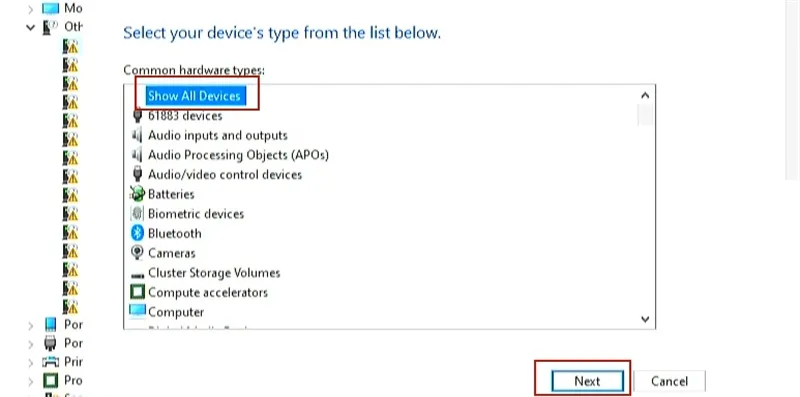 Mo
Oth
Por
Por
Prir
Pro
Select your device's type from the list below.
Common hardware types:
Show All Devices
61883 devices
Audio inputs and outputs
Audio Processing Objects (APOs)
Audio/video control devices
Batteries
Biometric devices
Bluetooth
Cameras
Cluster Storage Volumes
Compute accelerators
Computer
Next
Cancel